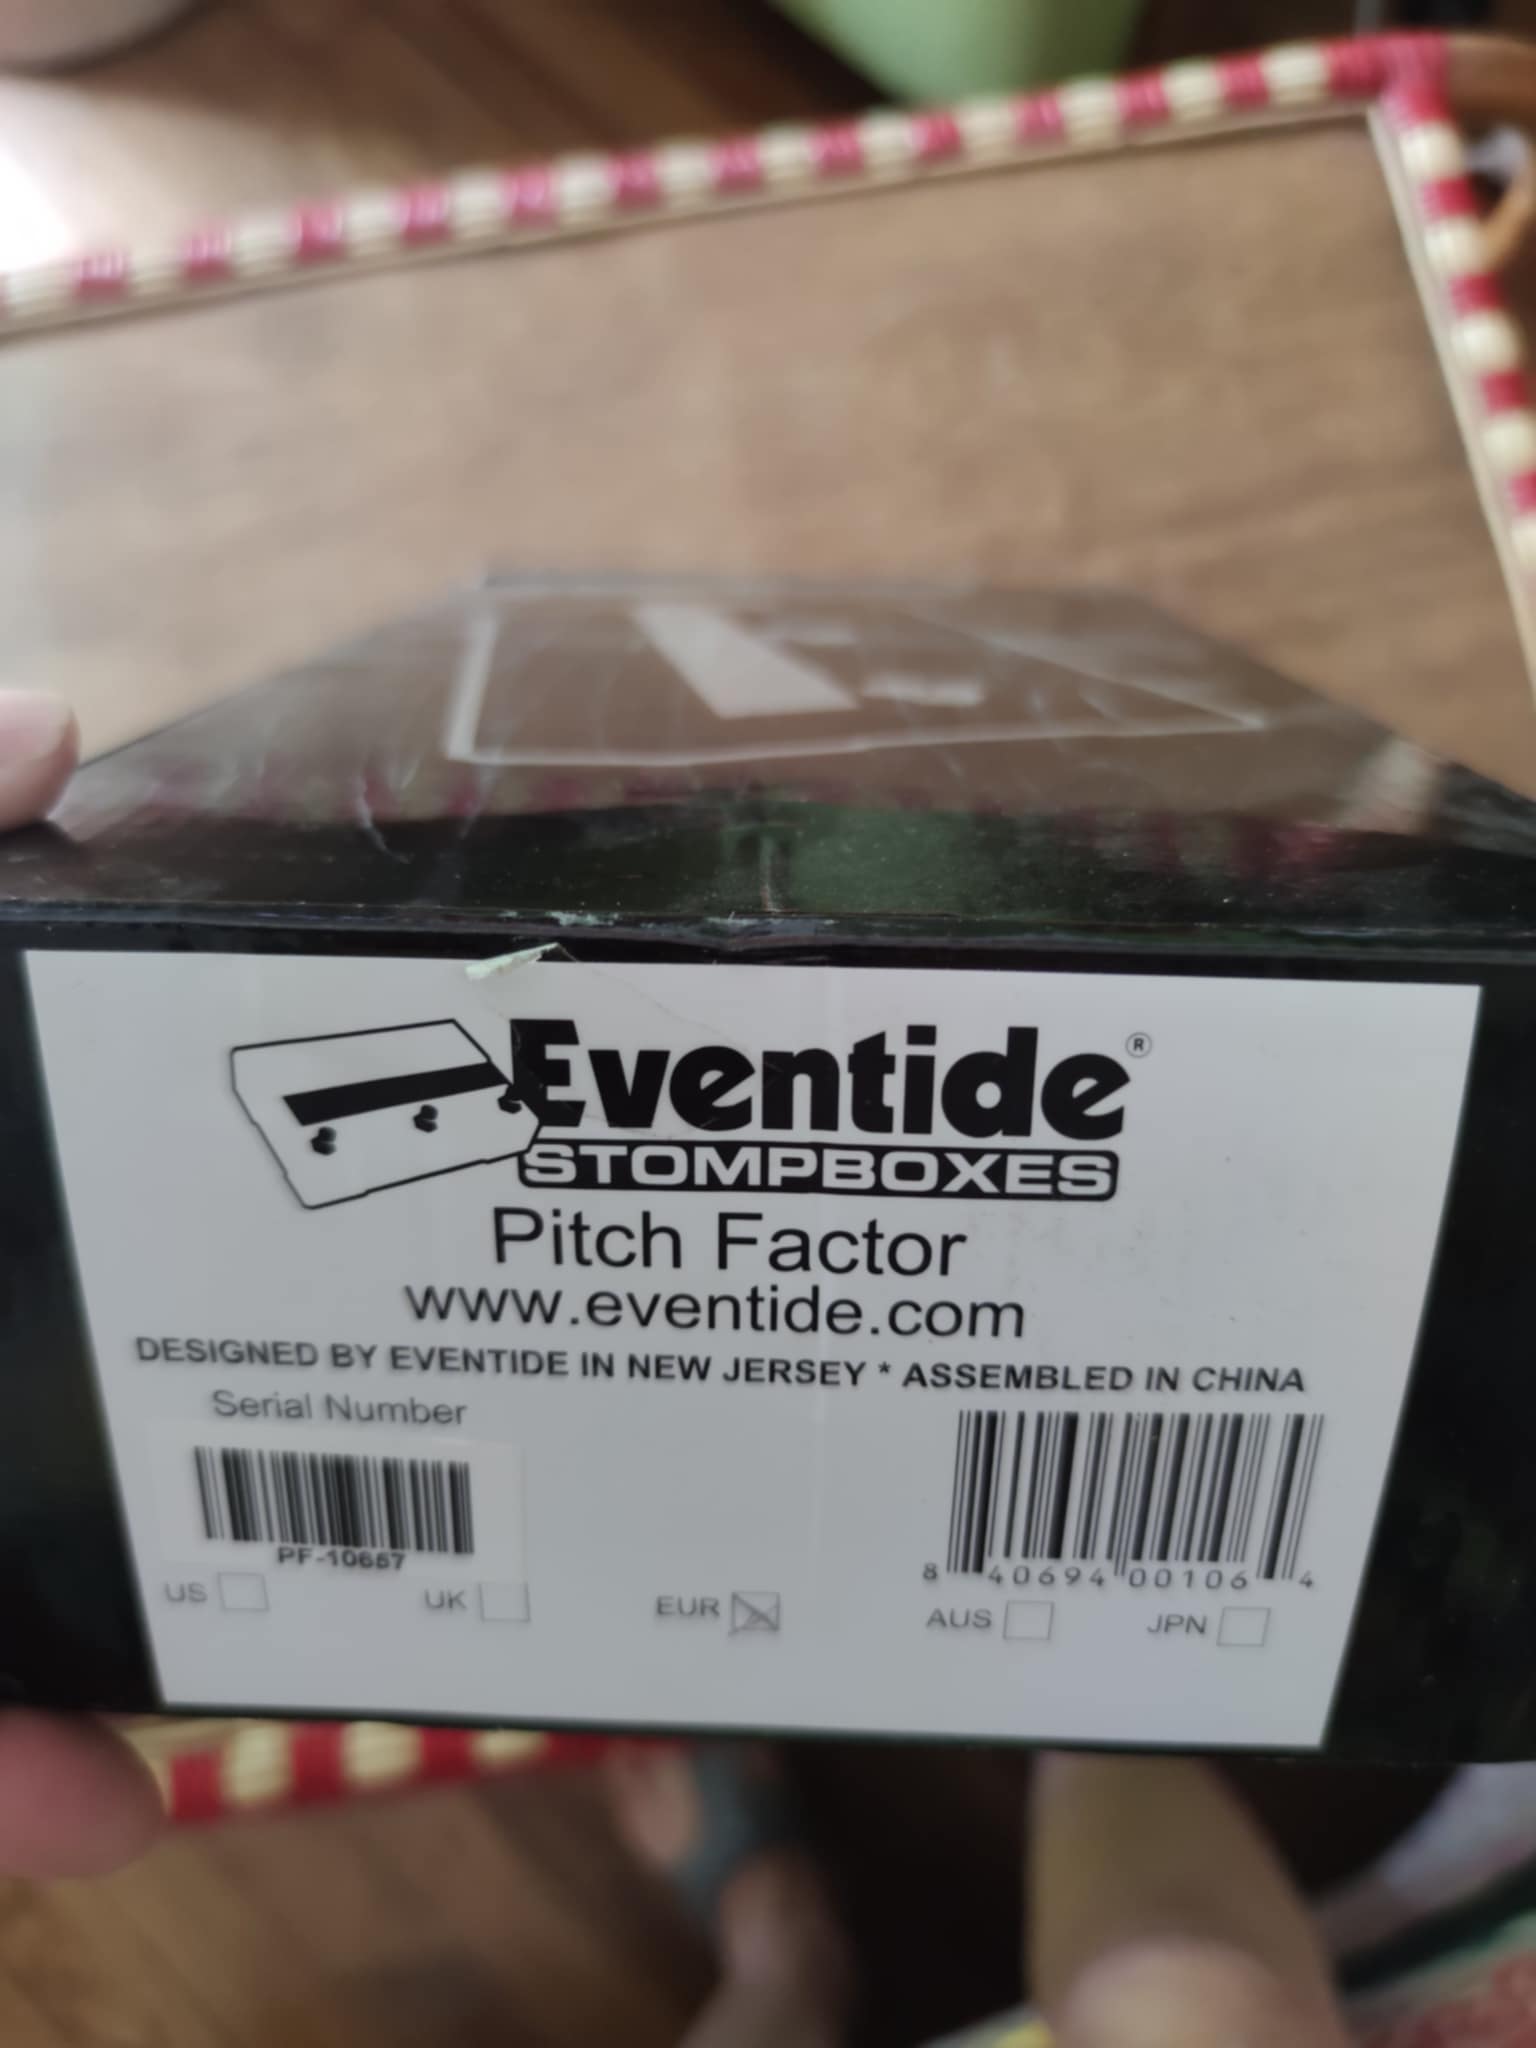 Eventide®
STOMPBOXES
Pitch Factor
www.eventide.com
DESIGNED BY EVENTIDE IN NEW JERSEY * ASSEMBLED IN CHINA
Serial Number
PF-10657
8 40694 00106 4
US UK EUR AUS JPN